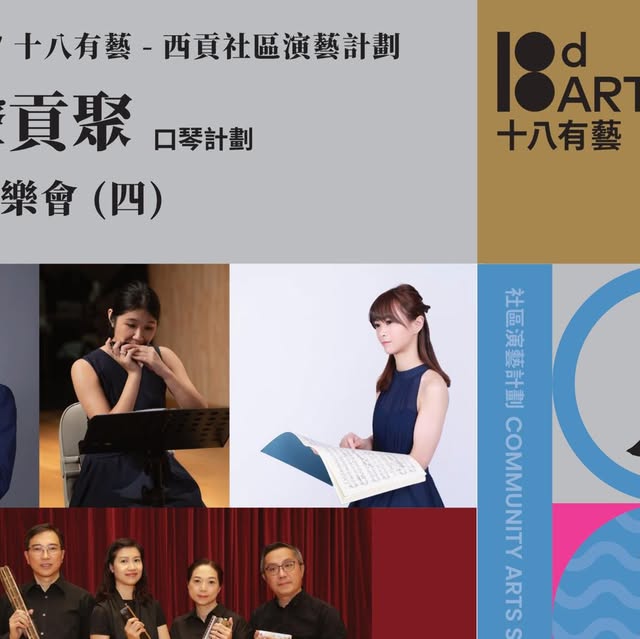 十八有藝 - 西貢社區演藝計劃
貢聚 口琴計劃
樂會 (四)
18d
ART
十八有藝
社區演藝計劃 COMMUNITY ARTS S